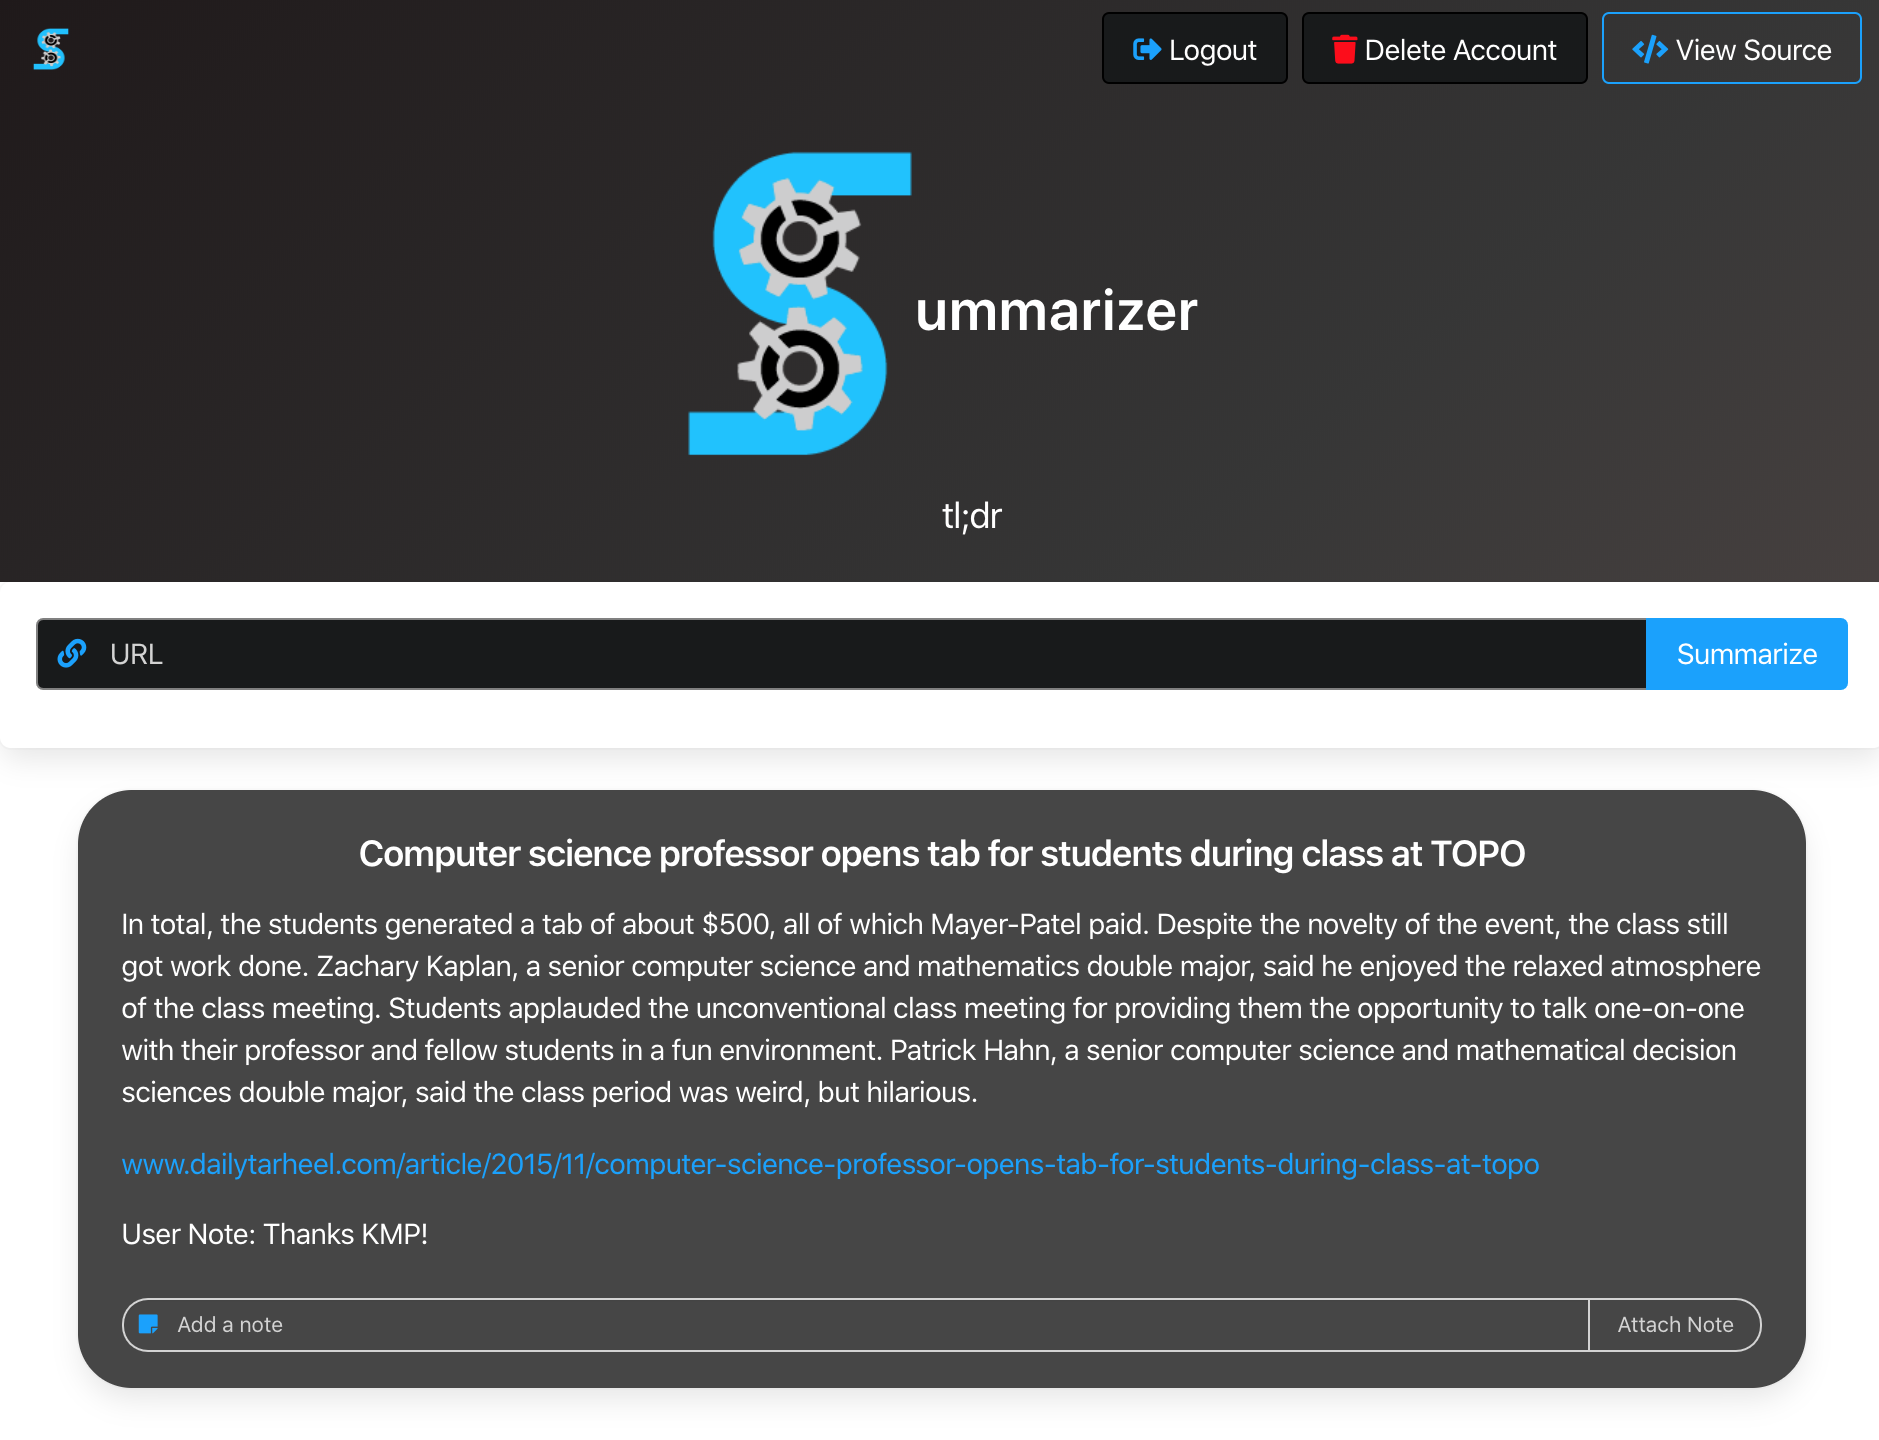 Logout
Delete Account
View Source
Summarizer
tl;dr
URL
Summarize
Computer science professor opens tab for students during class at TOPO
In total, the students generated a tab of about $500, all of which Mayer-Patel paid. Despite the novelty of the event, the class still
got work done. Zachary Kaplan, a senior computer science and mathematics double major, said he enjoyed the relaxed atmosphere
of the class meeting. Students applauded the unconventional class meeting for providing them the opportunity to talk one-on-one
with their professor and fellow students in a fun environment. Patrick Hahn, a senior computer science and mathematical decision
sciences double major, said the class period was weird, but hilarious.
www.dailytarheel.com/article/2015/11/computer-science-professor-opens-tab-for-students-during-class-at-topo
User Note: Thanks KMP!
Add a note
Attach Note